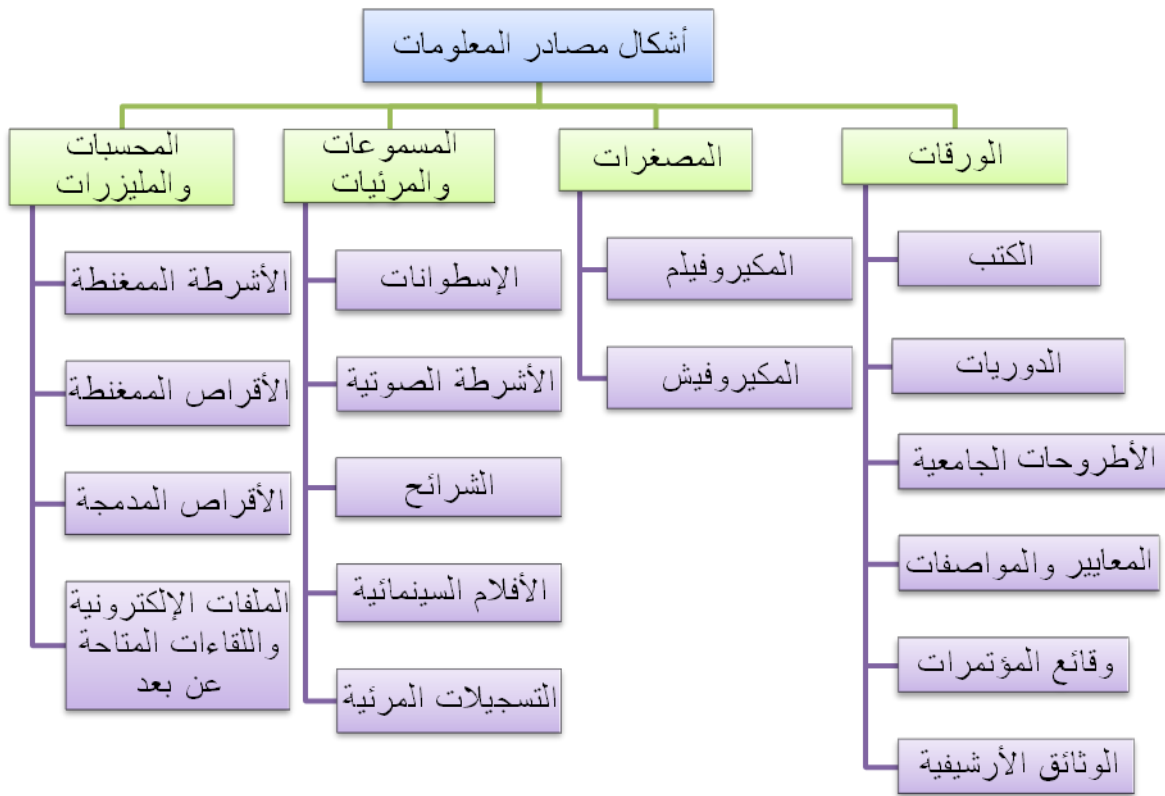 أشكال مصادر المعلومات
الورقات
الكتب
الدوريات
الأطروحات الجامعية
المعايير والمواصفات
وقائع المؤتمرات
الوثائق الأرشيفية
المصغرات
المكيروفيلم
المكيروفيش
المسموعات
والمرئيات
الإسطوانات
الأشرطة الصوتية
الشرائح
الأفلام السينمائية
التسجيلات المرئية
المحسبات
والمليزرات
الأشرطة الممغنطة
الأقراص الممغنطة
الأقراص المدمجة
الملفات الإلكترونية
واللقاءات المتاحة
عن بعد